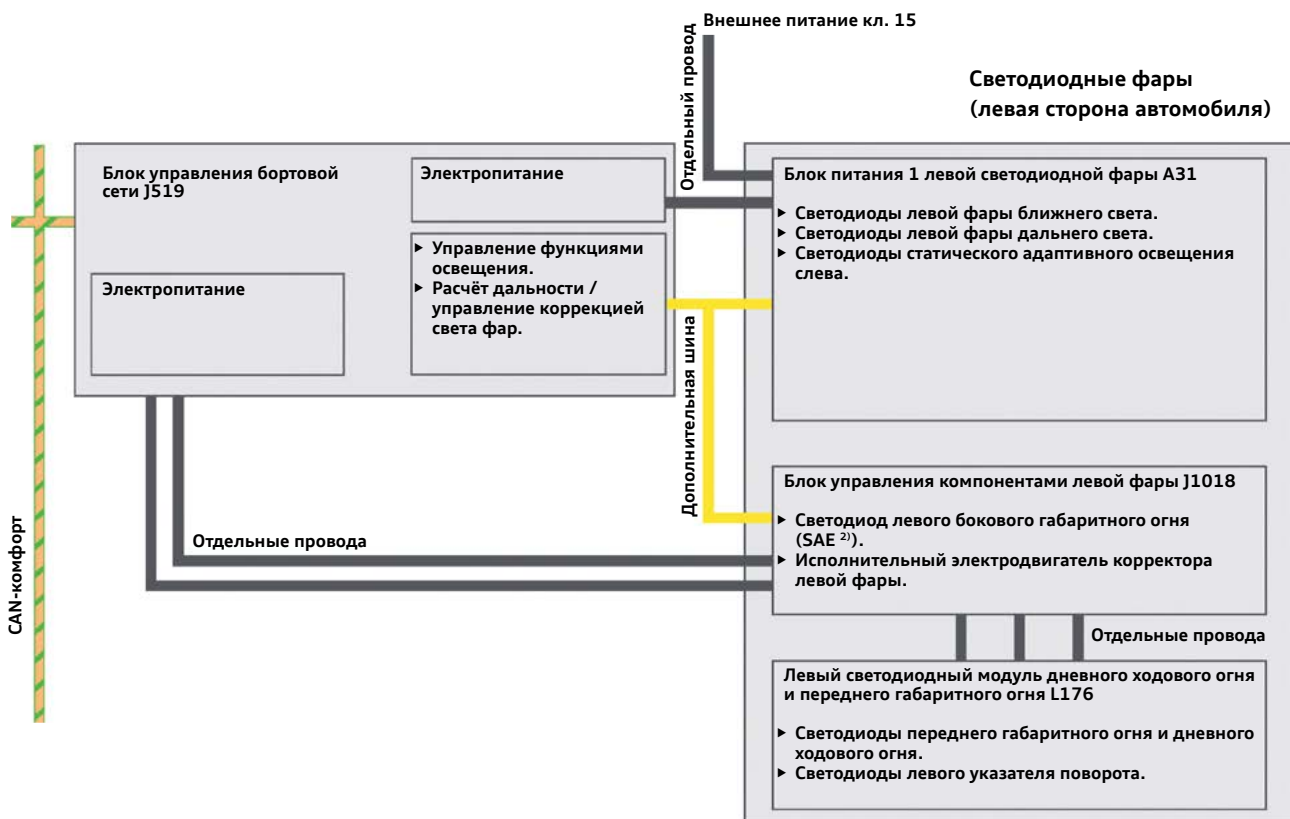 Внешнее питание кл. 15
Отдельный провод
Светодиодные фары
(левая сторона автомобиля)
Блок управления бортовой
сети J519
Электропитание
Электропитание
▸ Управление функциями
освещения.
▸ Расчёт дальности /
управление коррекцией
света фар.
Блок питания 1 левой светодиодной фары A31
▸ Светодиоды левой фары ближнего света.
▸ Светодиоды левой фары дальнего света.
▸ Светодиоды статического адаптивного освещения
слева.
Дополнительная шина
CAN-комфорт
Отдельные провода
Блок управления компонентами левой фары J1018
▸ Светодиод левого бокового габаритного огня
(SAE ²⁾).
▸ Исполнительный электродвигатель корректора
левой фары.
Отдельные провода
Левый светодиодный модуль дневного ходового огня
и переднего габаритного огня L176
▸ Светодиоды переднего габаритного огня и дневного
ходового огня.
▸ Светодиоды левого указателя поворота.